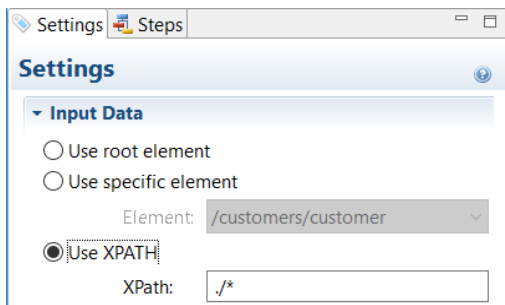 Settings Steps
Settings
Input Data
Use root element
Use specific element
Element: /customers/customer
Use XPATH
XPath: ./*